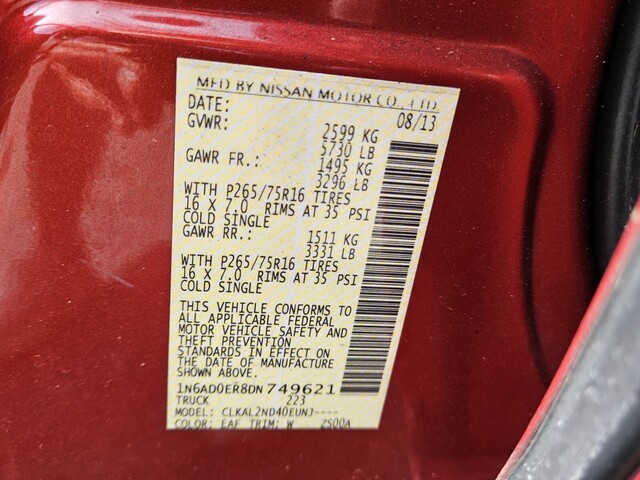 MFD BY NISSAN MOTOR CO., LTD.
DATE: 08/13
GVWR: 2599 KG
5730 LB
GAWR FR.: 1495 KG
3296 LB
WITH P265/75R16 TIRES
16 X 7.0 RIMS AT 35 PSI
COLD SINGLE
GAWR RR.: 1511 KG
3331 LB
WITH P265/75R16 TIRES
16 X 7.0 RIMS AT 35 PSI
COLD SINGLE
THIS VEHICLE CONFORMS TO
ALL APPLICABLE FEDERAL
MOTOR VEHICLE SAFETY AND
THEFT PREVENTION
STANDARDS IN EFFECT ON
THE DATE OF MANUFACTURE
SHOWN ABOVE.
1N6AD0ER8DN749621
TRUCK 223
MODEL: CLKAL2ND40EUNJ----
COLOR: EAF TRIM: W 2500A